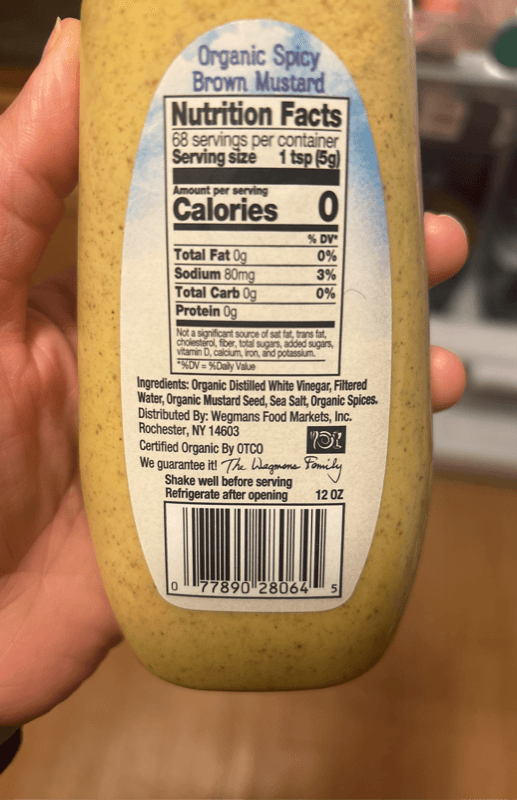 Organic Spicy
Brown Mustard
Nutrition Facts
68 servings per container
Serving size 1 tsp (5g)
Amount per serving
Calories 0
% DV*
Total Fat 0g 0%
Sodium 80mg 3%
Total Carb 0g 0%
Protein 0g
Not a significant source of sat fat, trans fat,
cholesterol, fiber, total sugars, added sugars,
vitamin D, calcium, iron, and potassium.
*%DV = %Daily Value
Ingredients: Organic Distilled White Vinegar, Filtered
Water, Organic Mustard Seed, Sea Salt, Organic Spices.
Distributed By: Wegmans Food Markets, Inc.
Rochester, NY 14603
Certified Organic By OTCO
We guarantee it! The Wegmans Family
Shake well before serving
Refrigerate after opening 12 OZ
0 77890 28064 5